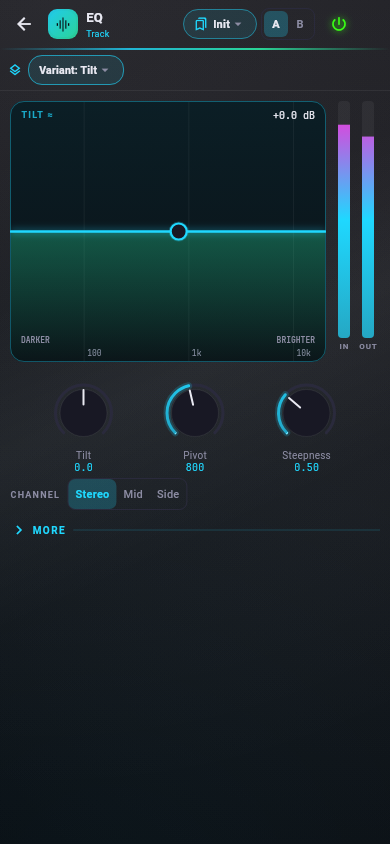 EQ
Track
Init
A
B
Variant: Tilt
TILT ≈
+0.0 dB
DARKER
BRIGHTER
100
1k
10k
IN
OUT
Tilt
0.0
Pivot
800
Steepness
0.50
CHANNEL
Stereo
Mid
Side
MORE